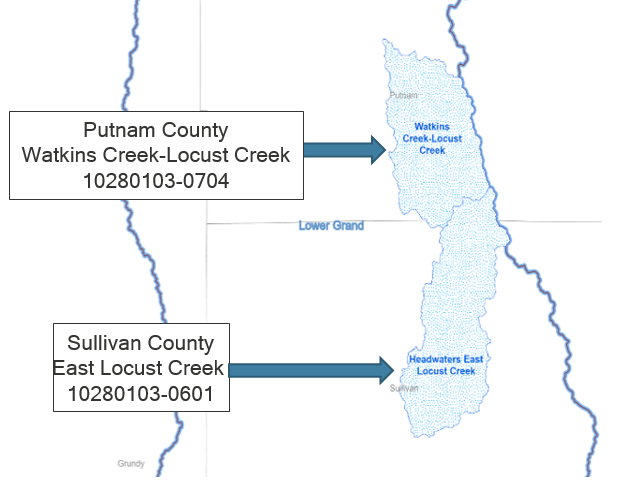 Putnam
Putnam County
Watkins Creek-Locust Creek
10280103-0704
Watkins
Creek-Locust
Creek
Lower Grand
Sullivan County
East Locust Creek
10280103-0601
Headwaters East
Locust Creek
Sullivan
Grundy